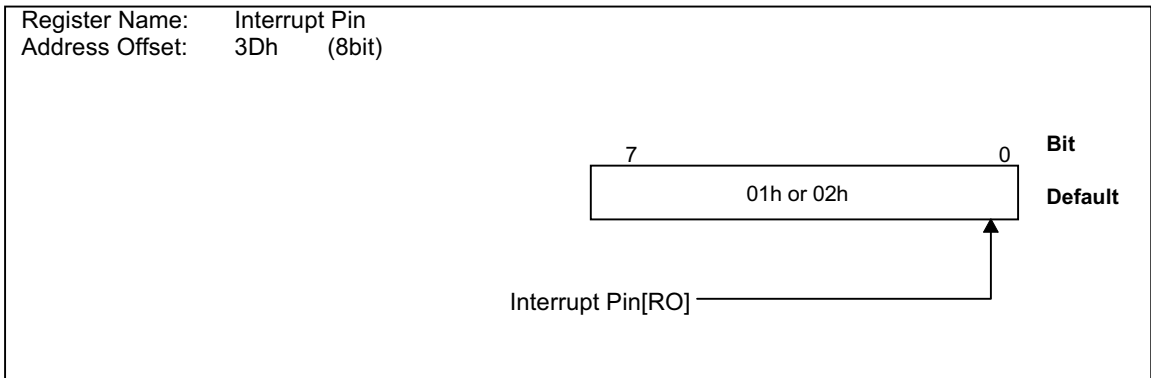 Register Name: Interrupt Pin
Address Offset: 3Dh (8bit)
7 0 Bit
01h or 02h Default
Interrupt Pin[RO]